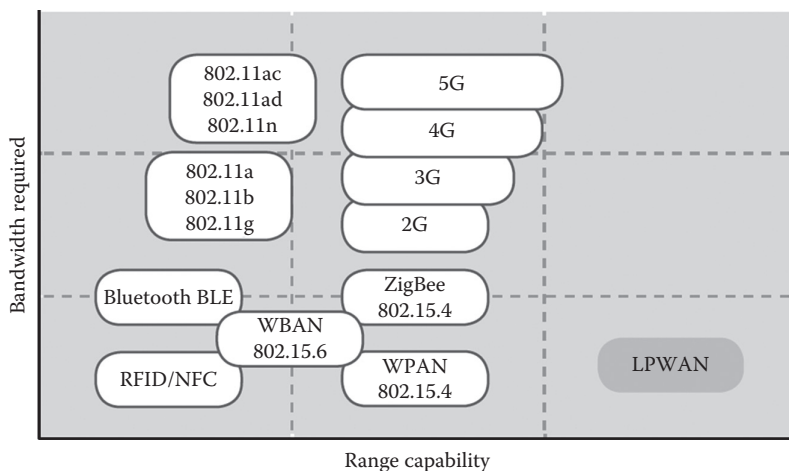 Bandwidth required
802.11ac
802.11ad
802.11n
5G
4G
802.11a
802.11b
802.11g
3G
2G
Bluetooth BLE
ZigBee
802.15.4
WBAN
802.15.6
RFID/NFC
WPAN
802.15.4
LPWAN
Range capability